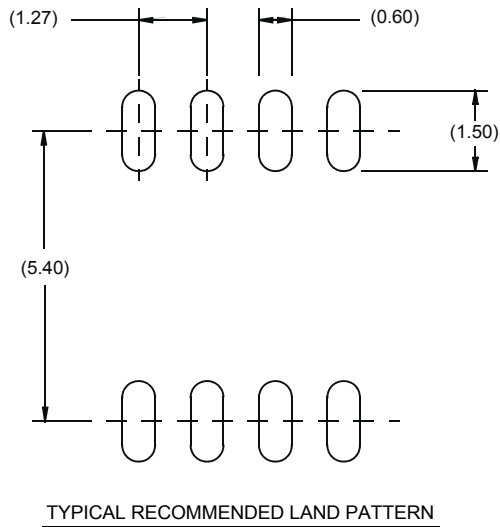 (1.27)
(0.60)
(1.50)
(5.40)
TYPICAL RECOMMENDED LAND PATTERN